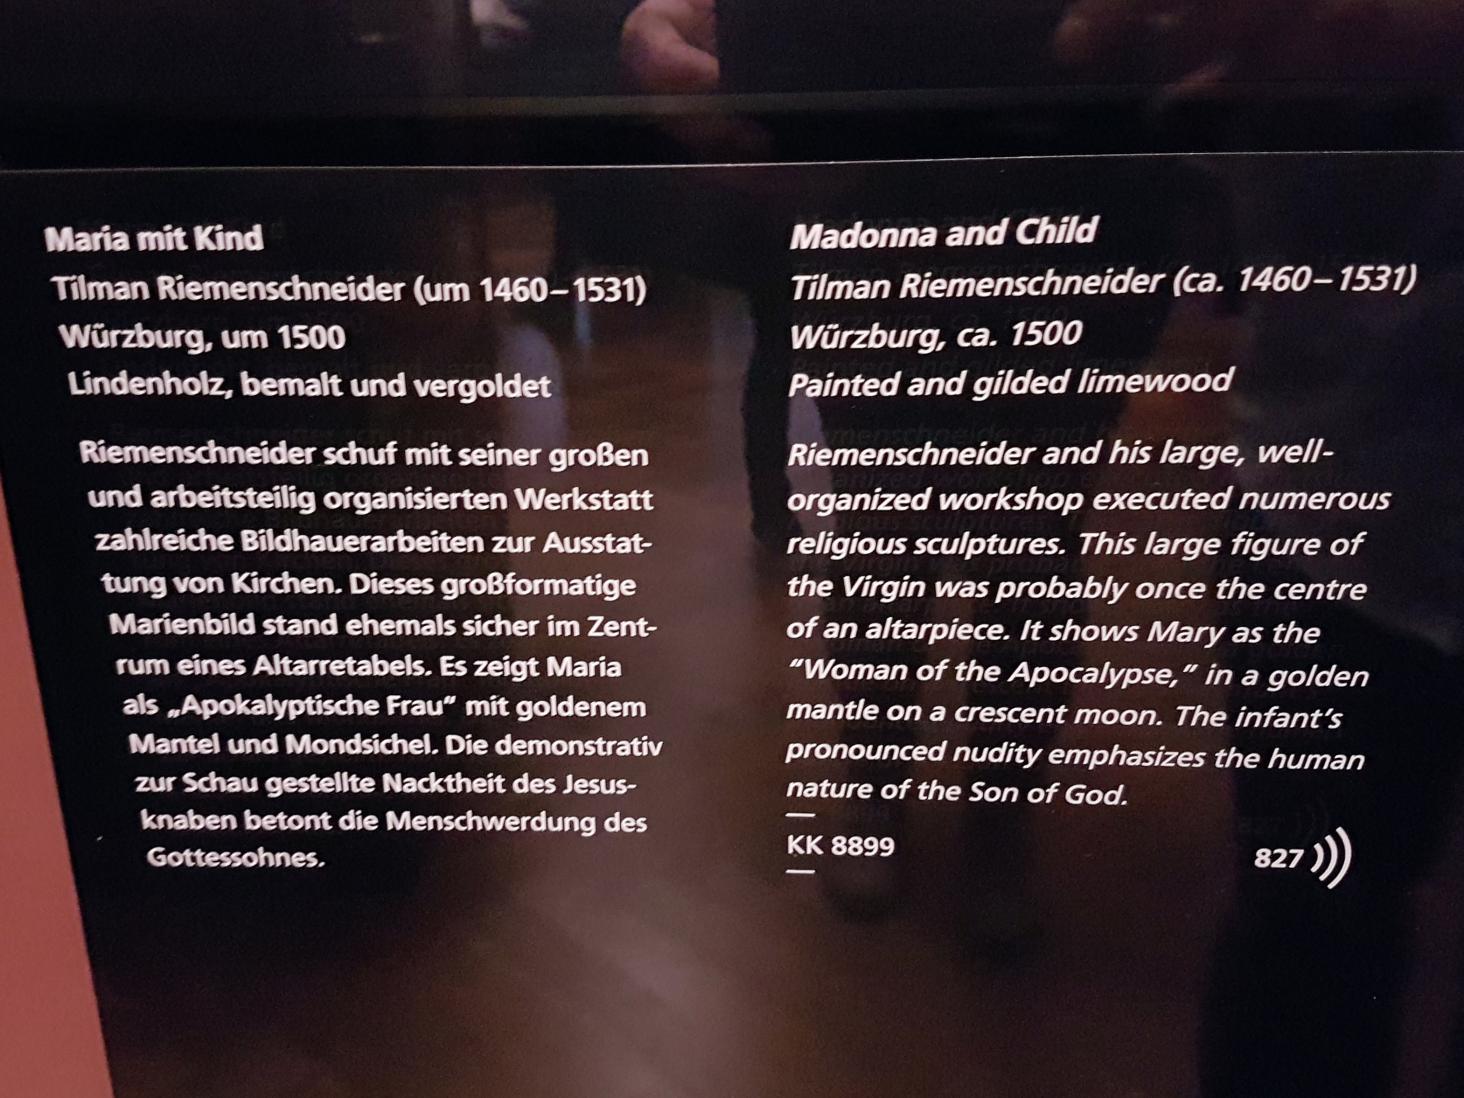 Maria mit Kind
Tilman Riemenschneider (um 1460–1531)
Würzburg, um 1500
Lindenholz, bemalt und vergoldet
Riemenschneider schuf mit seiner großen
und arbeitsteilig organisierten Werkstatt
zahlreiche Bildhauerarbeiten zur Ausstat-
tung von Kirchen. Dieses großformatige
Marienbild stand ehemals sicher im Zent-
rum eines Altarretabels. Es zeigt Maria
als „Apokalyptische Frau“ mit goldenem
Mantel und Mondsichel. Die demonstrativ
zur Schau gestellte Nacktheit des Jesus-
knaben betont die Menschwerdung des
Gottessohnes.
Madonna and Child
Tilman Riemenschneider (ca. 1460–1531)
Würzburg, ca. 1500
Painted and gilded limewood
Riemenschneider and his large, well-
organized workshop executed numerous
religious sculptures. This large figure of
the Virgin was probably once the centre
of an altarpiece. It shows Mary as the
“Woman of the Apocalypse,” in a golden
mantle on a crescent moon. The infant’s
pronounced nudity emphasizes the human
nature of the Son of God.
KK 8899
827